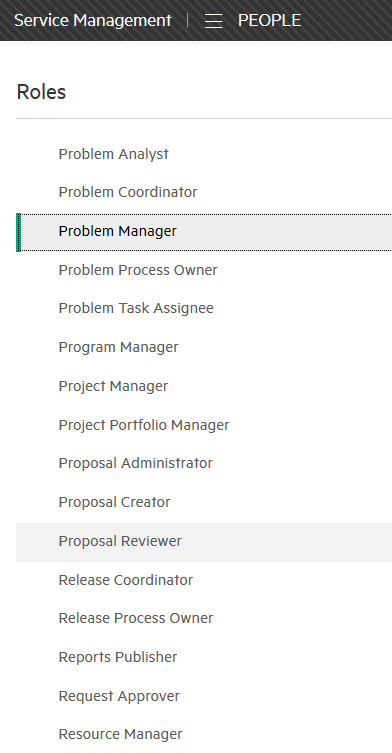 Service Management | PEOPLE
Roles
Problem Analyst
Problem Coordinator
Problem Manager
Problem Process Owner
Problem Task Assignee
Program Manager
Project Manager
Project Portfolio Manager
Proposal Administrator
Proposal Creator
Proposal Reviewer
Release Coordinator
Release Process Owner
Reports Publisher
Request Approver
Resource Manager